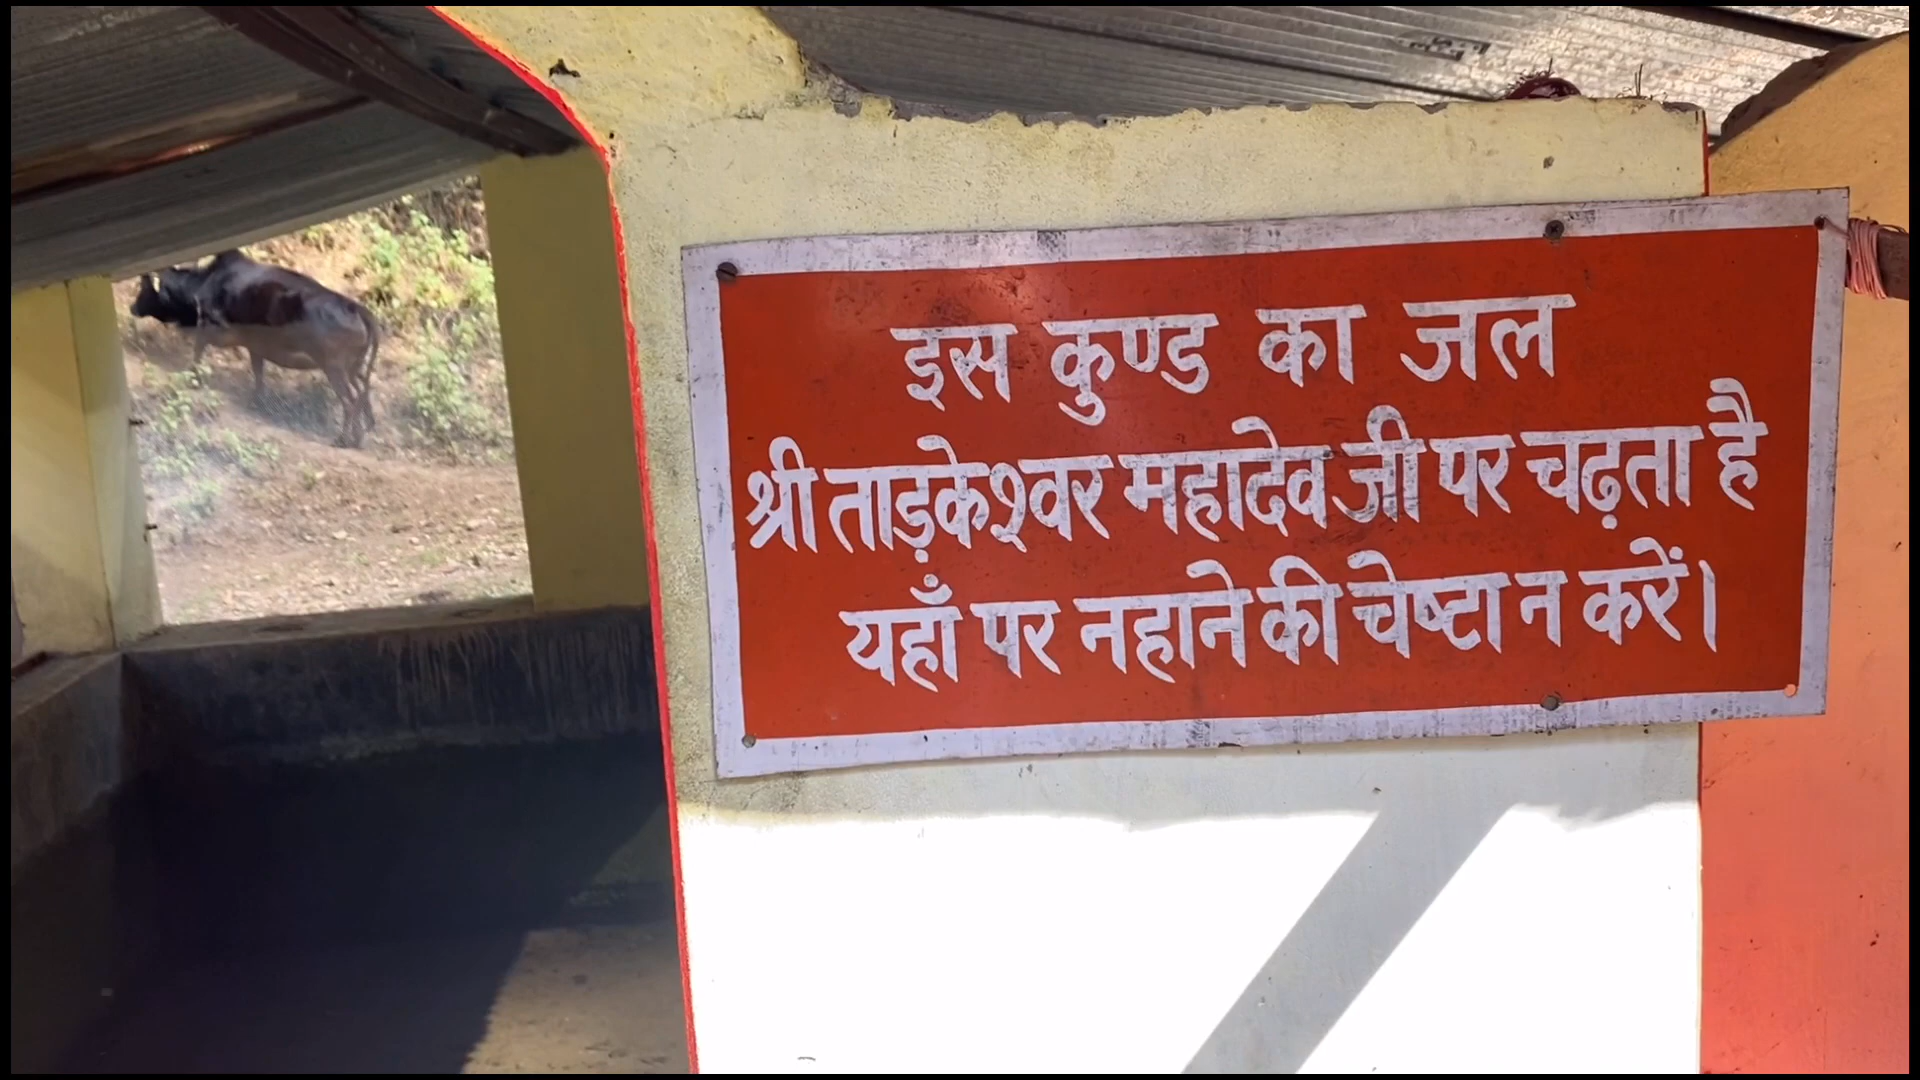 इस कुण्ड का जल
श्री ताड़केश्वर महादेव जी पर चढ़ता है
यहाँ पर नहाने की चेष्टा न करें।